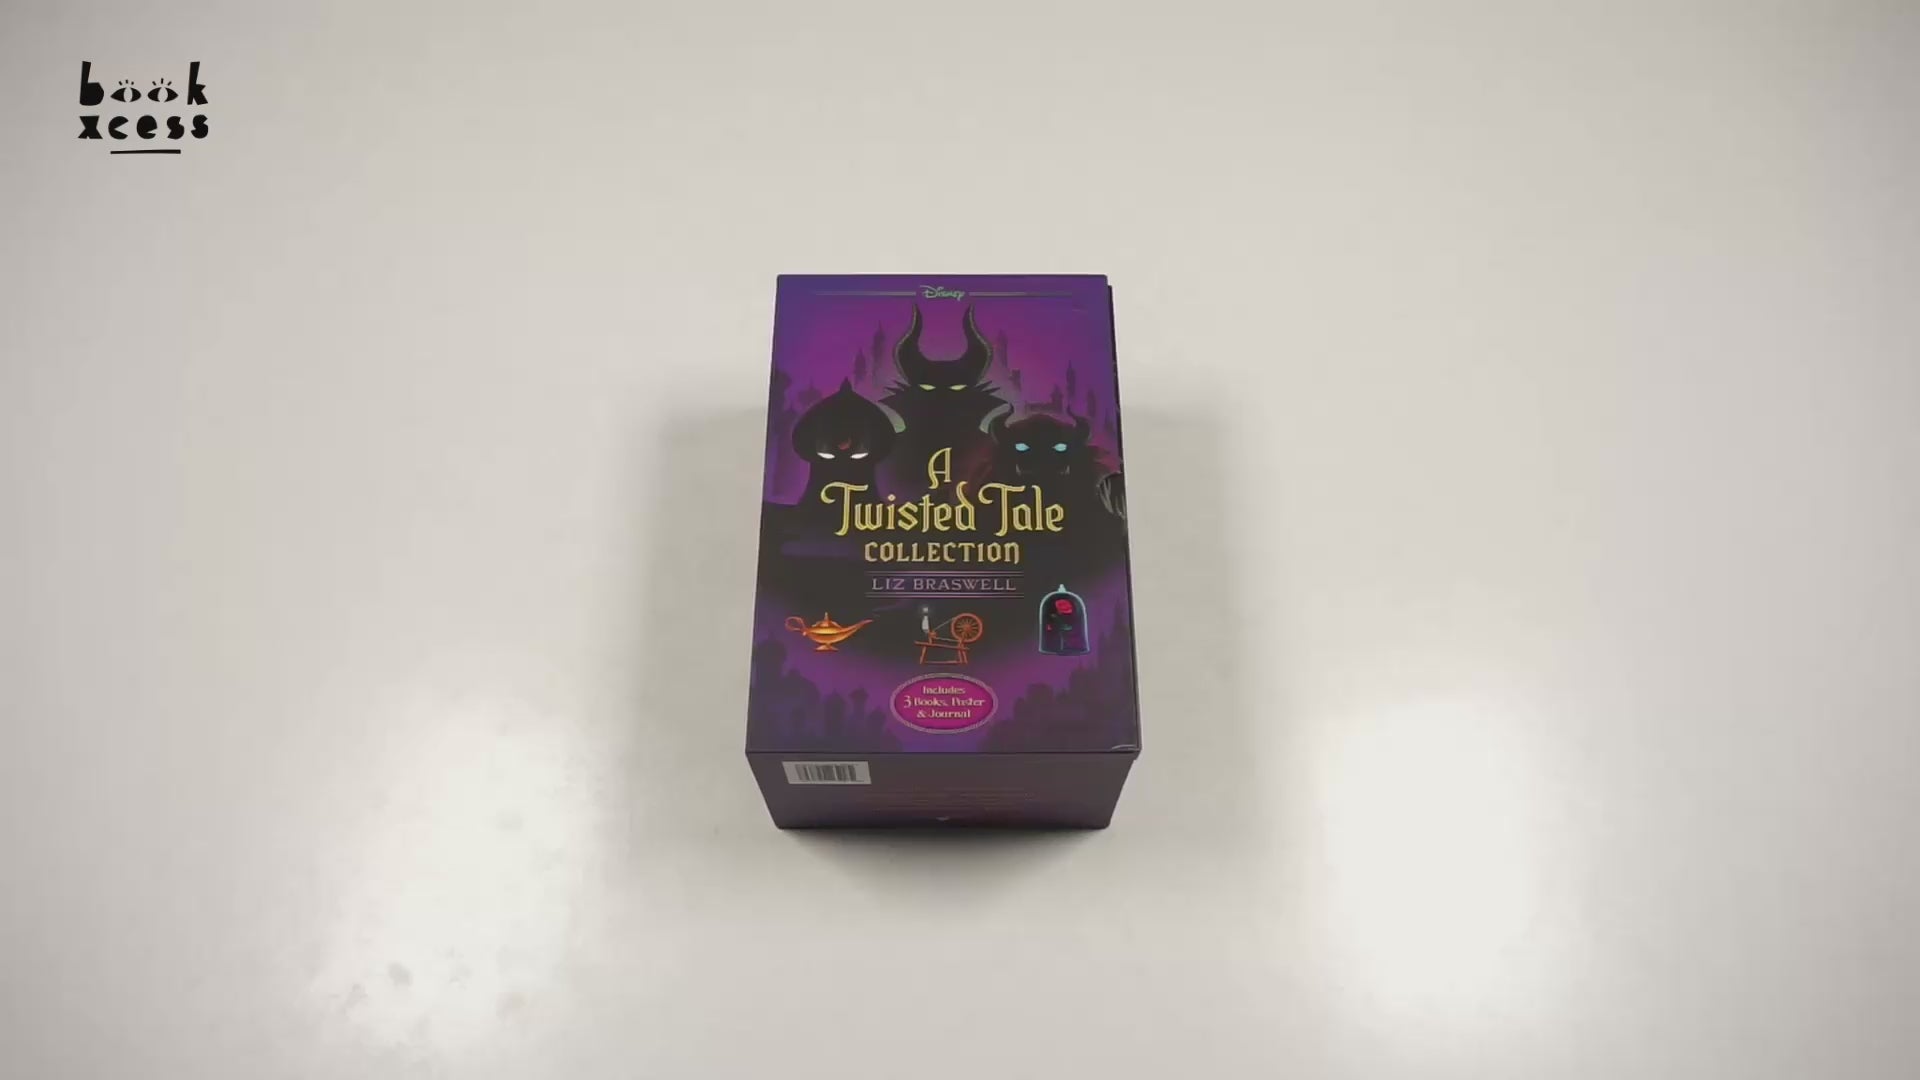 book
xcess
Disney
A
Twisted Tale
COLLECTION
LIZ BRASWELL
Includes
3 Books, Poster
& Journal